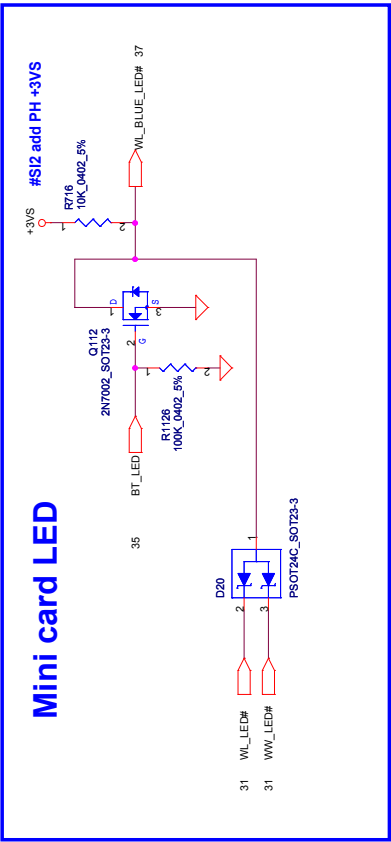 Mini card LED
#SI2 add PH +3VS
+3VS
1
R716
10K_0402_5%
2
WL_BLUE_LED# 37
D
1
S
3
Q112
2N7002_SOT23-3
2
G
35 BT_LED
1
R1126
100K_0402_5%
2
1
D20
PSOT24C_SOT23-3
2
3
31 WL_LED#
31 WW_LED#